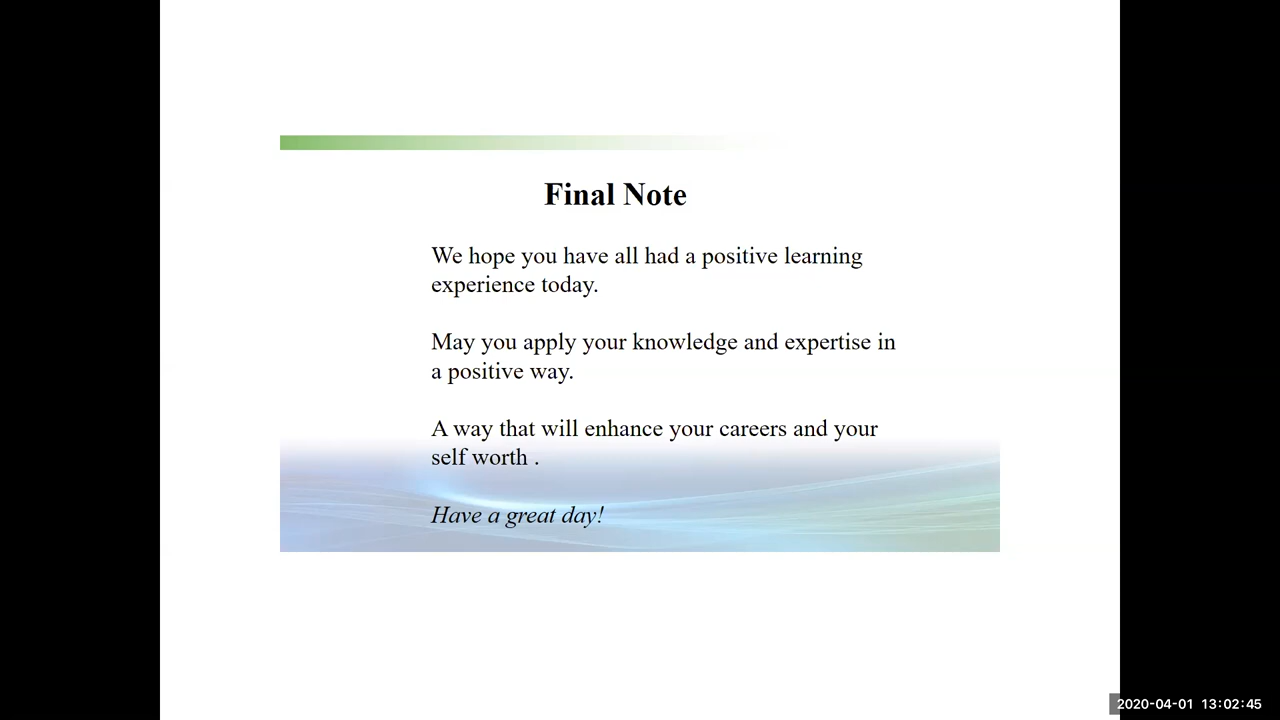 Final Note
We hope you have all had a positive learning
experience today.
May you apply your knowledge and expertise in
a positive way.
A way that will enhance your careers and your
self worth .
Have a great day!
2020-04-01 13:02:45